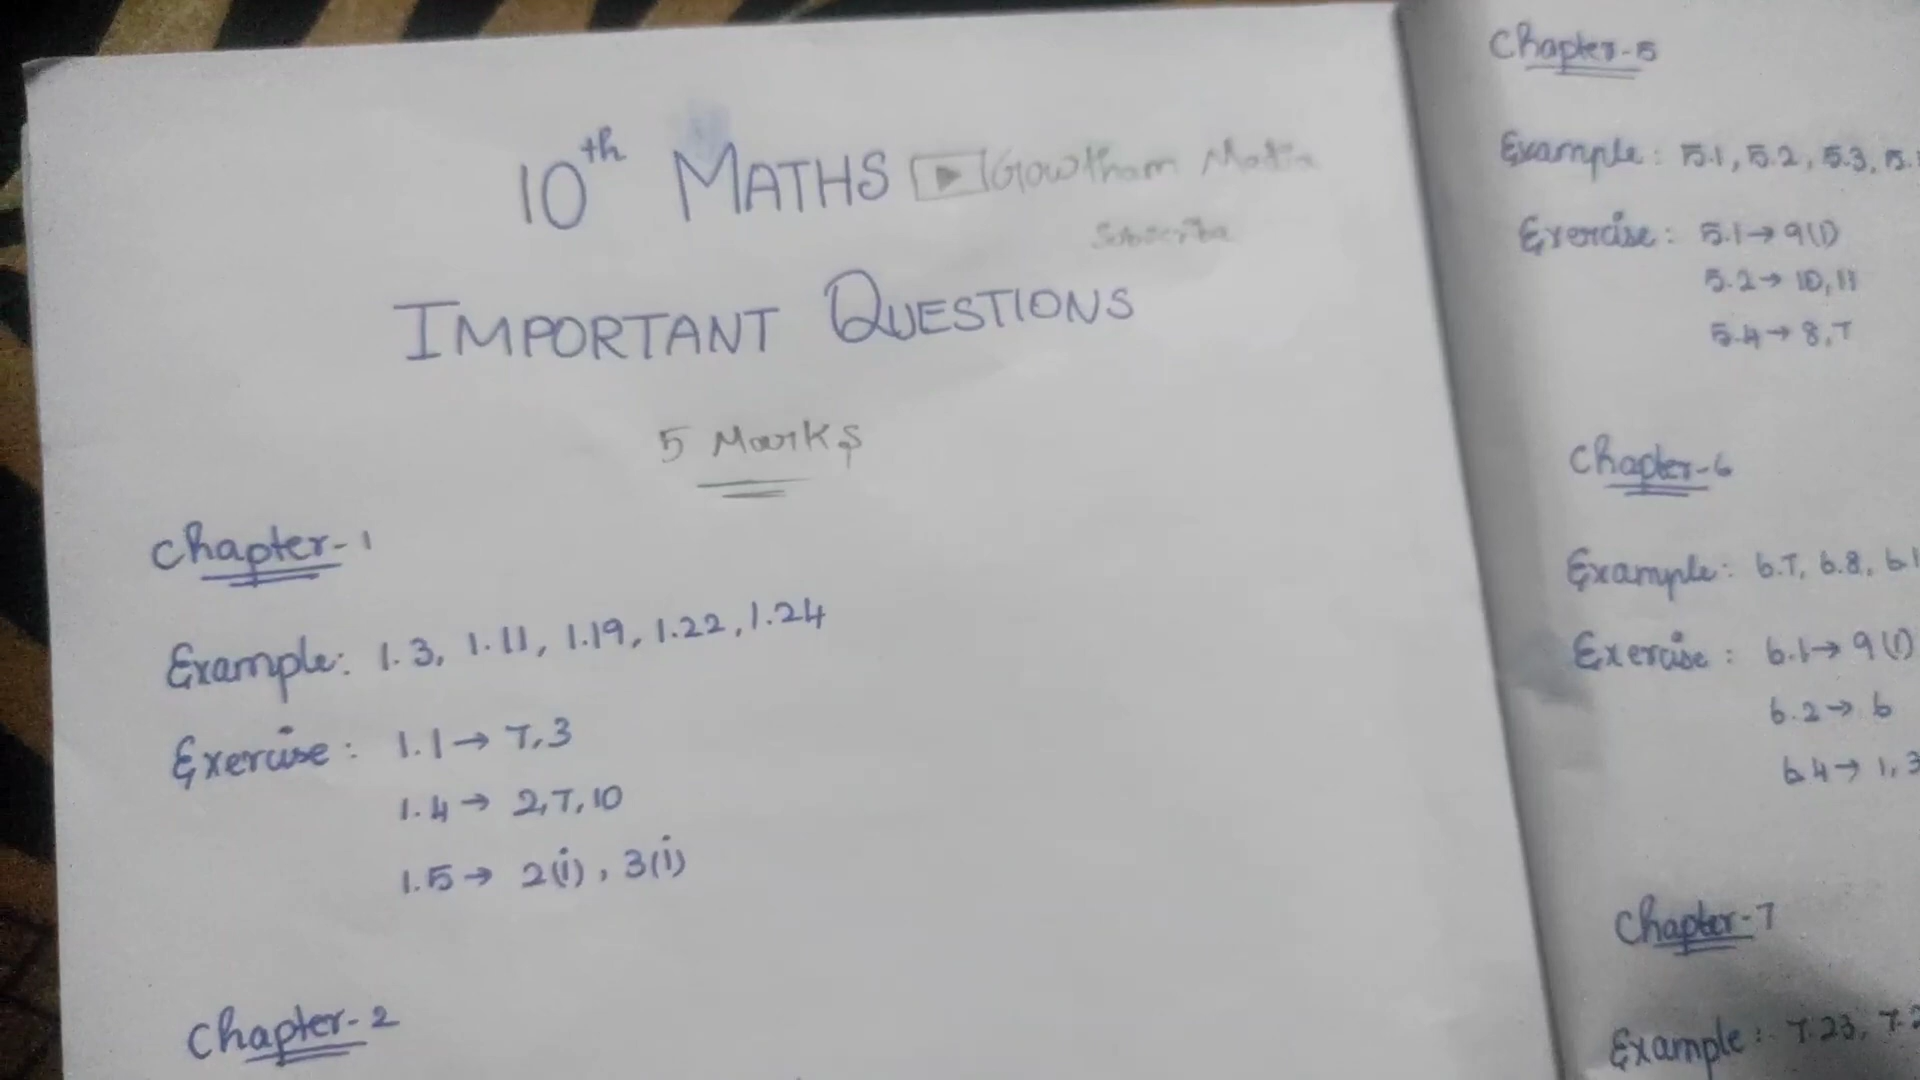 10th MATHS Gowtham
Subscribe
IMPORTANT QUESTIONS
5 Marks
Chapter-1
Example: 1.3, 1.11, 1.19, 1.22, 1.24
Exercise: 1.1→ 7,3
1.4→ 2,7,10
1.5→ 2(i), 3(i)
Chapter-2
Chapter-5
Example: 5.1, 5.2, 5.3,
Exercise: 5.1→ 9(i)
5.2→ 10,11
5.4→ 8,7
Chapter-6
Example: 6.7, 6.8,
Exercise: 6.1→ 9(i)
6.2→ 6
6.4→ 1,3
Chapter-7
Example: 7.23,